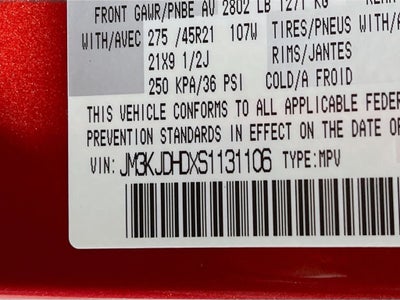 FRONT GAWR/PNBE AV 2802 LB 1271 KG
WITH/AVEC 275 /45R21 107W TIRES/PNEUS
21X9 1/2J RIMS/JANTES
250 KPA/36 PSI COLD/A FROID
THIS VEHICLE CONFORMS TO ALL APPLICABLE FEDER
PREVENTION STANDARDS IN EFFECT ON THE DATE O
VIN: JM3KJDHDXS1131106 TYPE:MPV